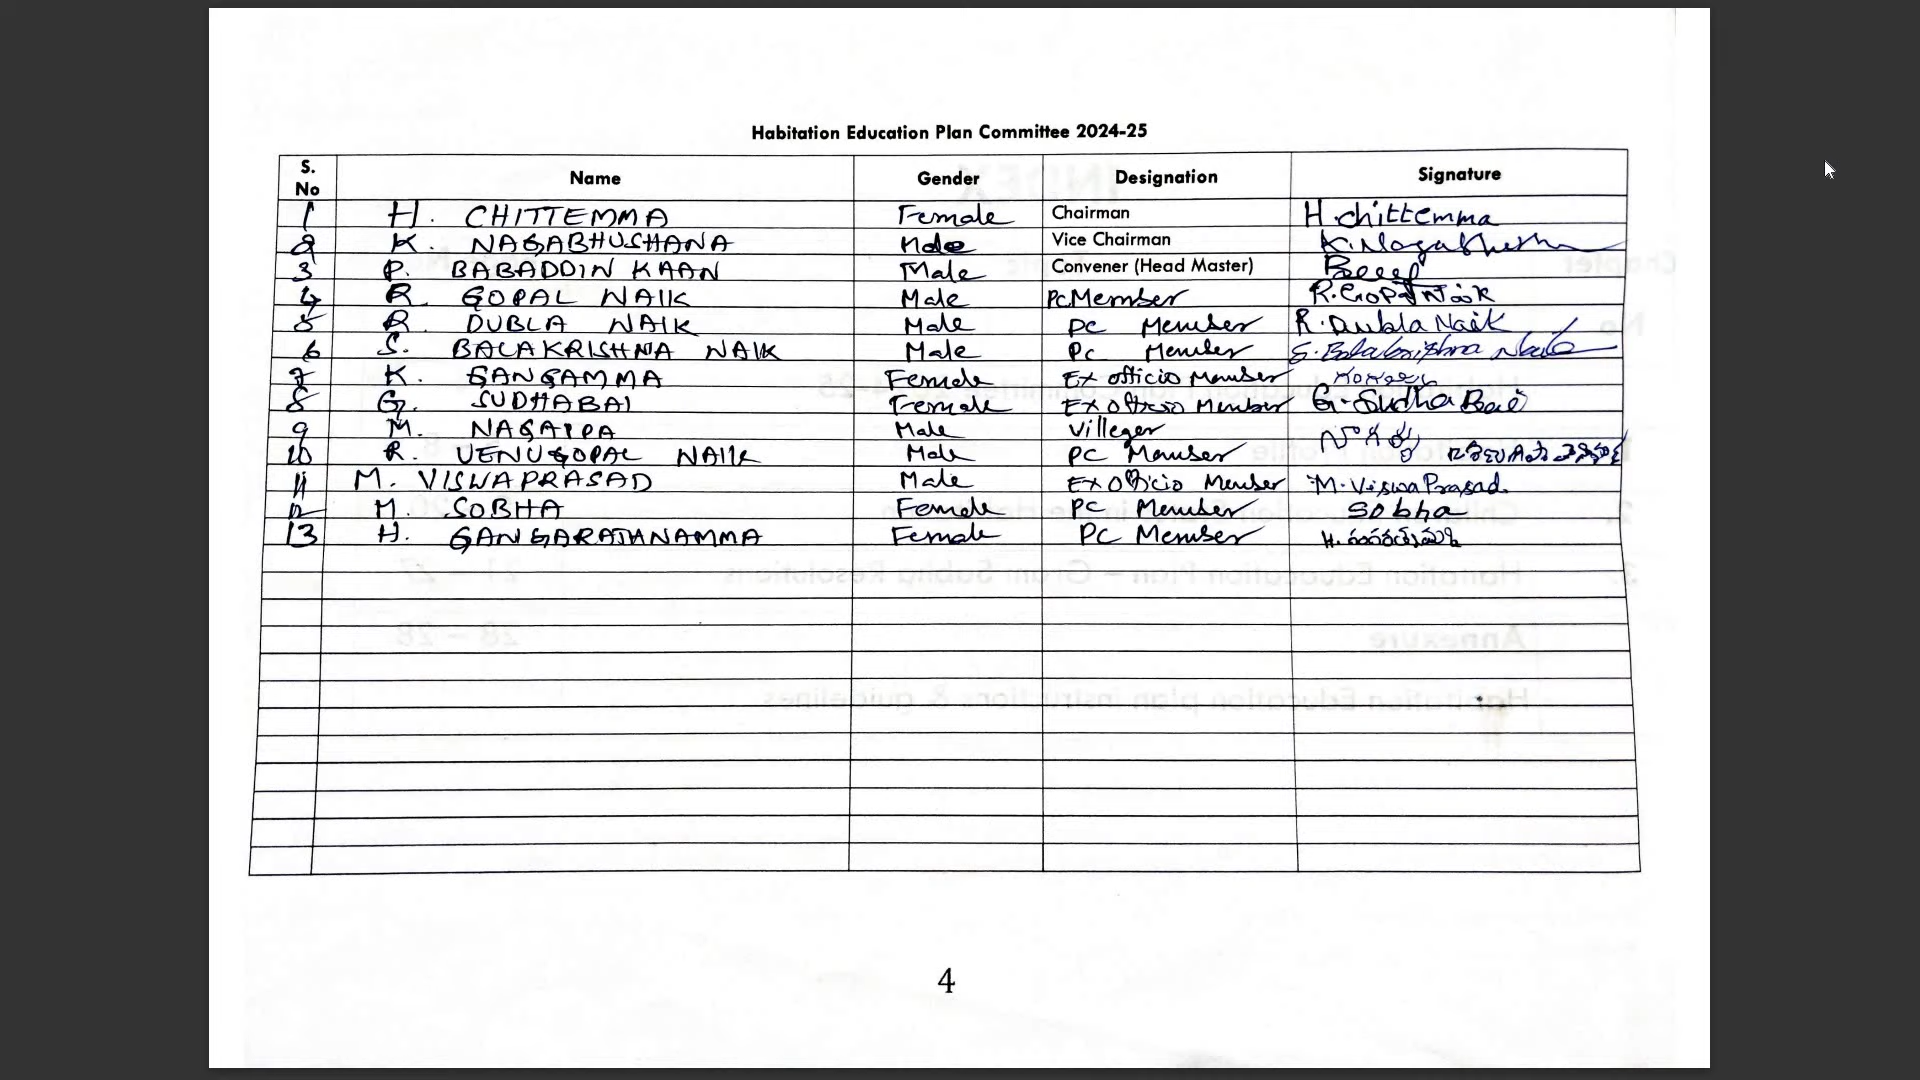 Habitation Education Plan Committee 2024-25
S. No Name Gender Designation Signature
1 H. CHITTEMMA Female Chairman H.chittemma
2 K. NAGABHUSHANA Male Vice Chairman
3 P. BABADDIN KAAN Male Convener (Head Master)
4 R. GOPAL NAIK Male PC Member R.Gopal Naik
5 R. DUBLA NAIK Male PC Member R.Dubla Naik
6 S. BALAKRISHNA NAIK Male PC Member S.Balakrishna Naik
7 K. GANGAMMA Female Ex officio Member
8 G. SUDHABAI Female Ex Officio Member G.Sudha Bai
9 M. NAGAPPA Male Villeger
10 R. VENUGOPAL NAIK Male PC Member
11 M. VISWAPRASAD Male Ex Officio Member M.Viswa Prasad.
12 M. SOBHA Female PC Member Sobha
13 H. GANGARATHNAMMA Female PC Member
4